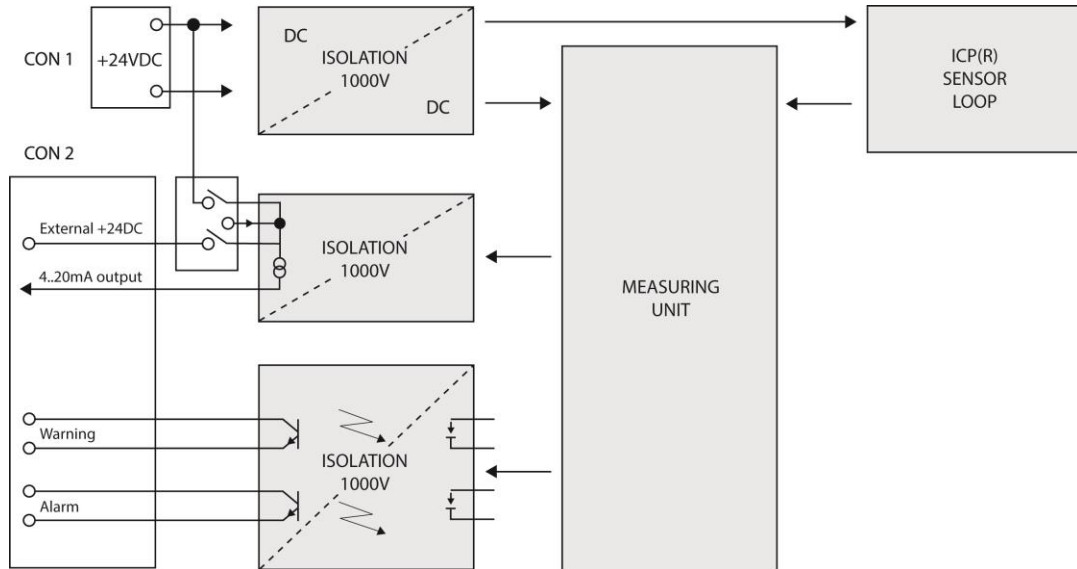 CON 1
+24VDC
DC
ISOLATION
1000V
DC
ICP(R)
SENSOR
LOOP
CON 2
External +24DC
4..20mA output
ISOLATION
1000V
MEASURING
UNIT
Warning
Alarm
ISOLATION
1000V